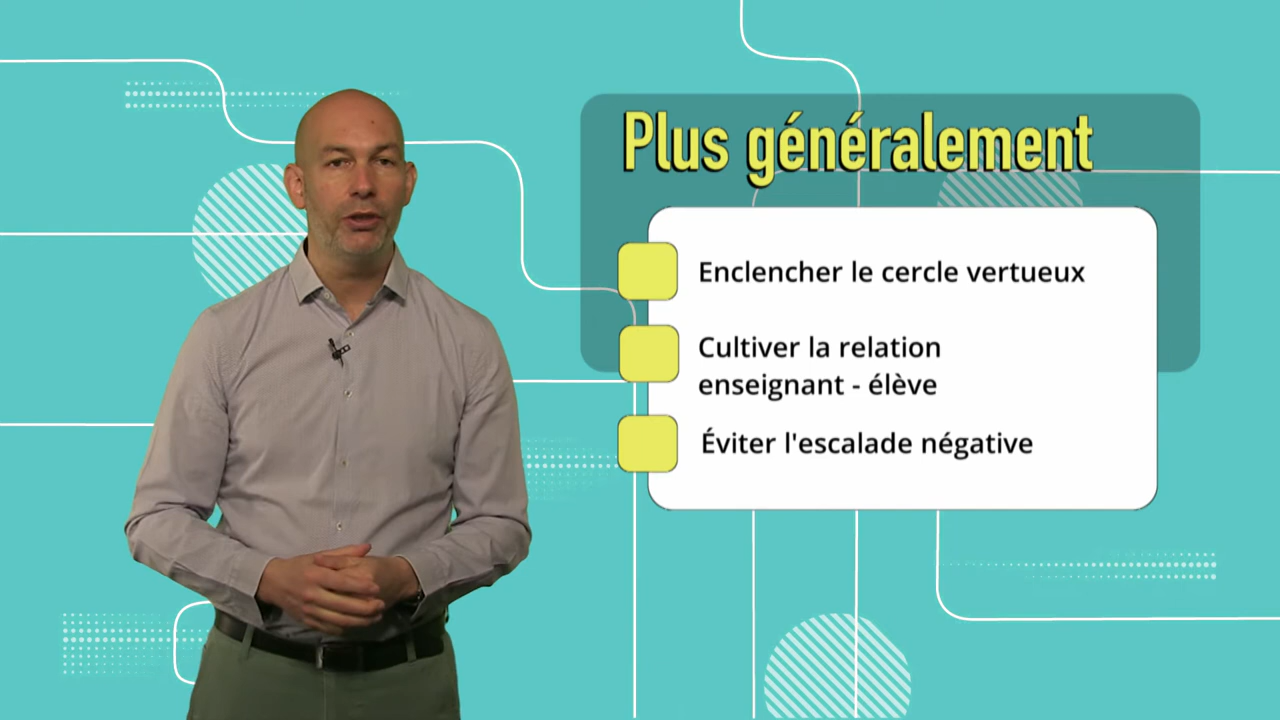 Plus généralement
Enclencher le cercle vertueux
Cultiver la relation
enseignant - élève
Éviter l'escalade négative